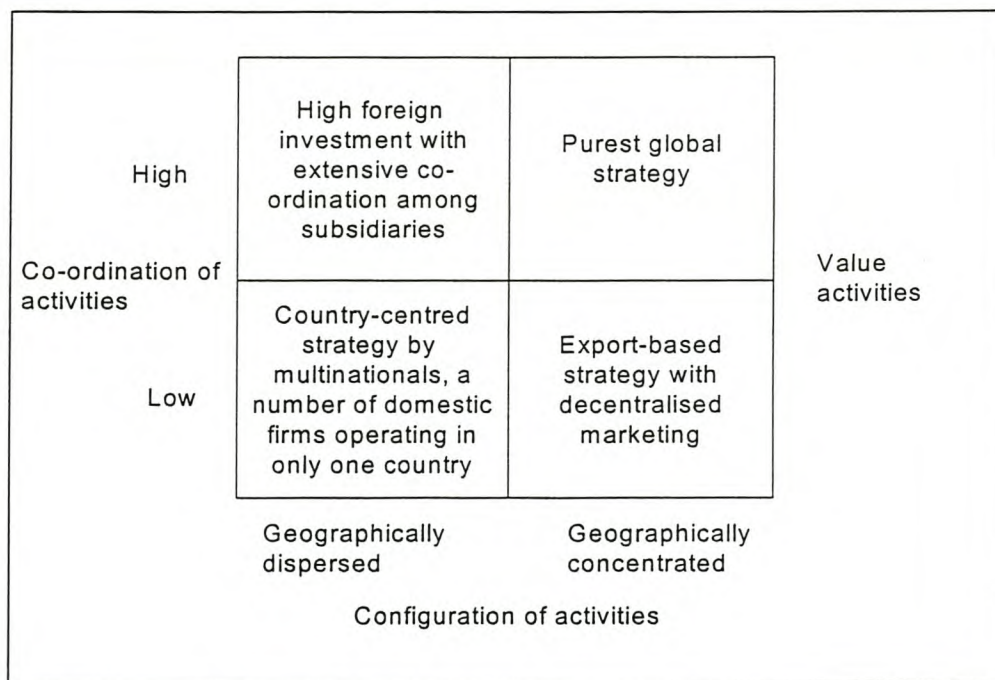 High foreign
investment with
extensive co-
ordination among
subsidiaries
Purest global
strategy
High
Co-ordination of
activities
Value
activities
Country-centred
strategy by
multinationals, a
number of domestic
firms operating in
only one country
Export-based
strategy with
decentralised
marketing
Low
Geographically
dispersed
Geographically
concentrated
Configuration of activities